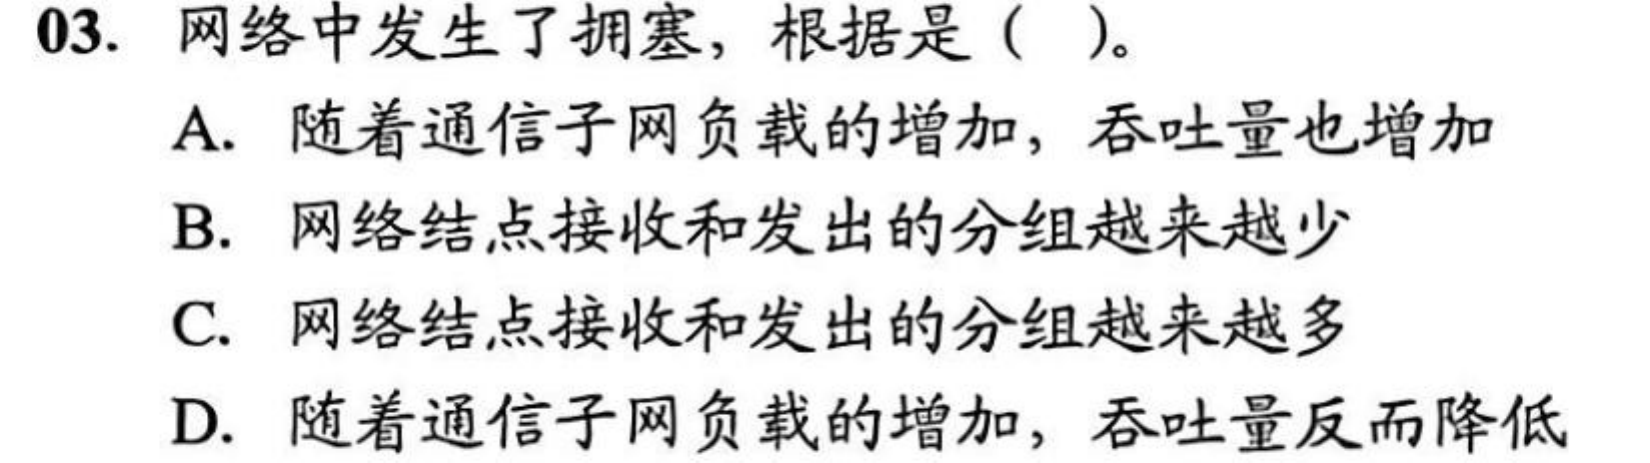 03. 网络中发生了拥塞，根据是（ ）。
A. 随着通信子网负载的增加，吞吐量也增加
B. 网络结点接收和发出的分组越来越少
C. 网络结点接收和发出的分组越来越多
D. 随着通信子网负载的增加，吞吐量反而降低